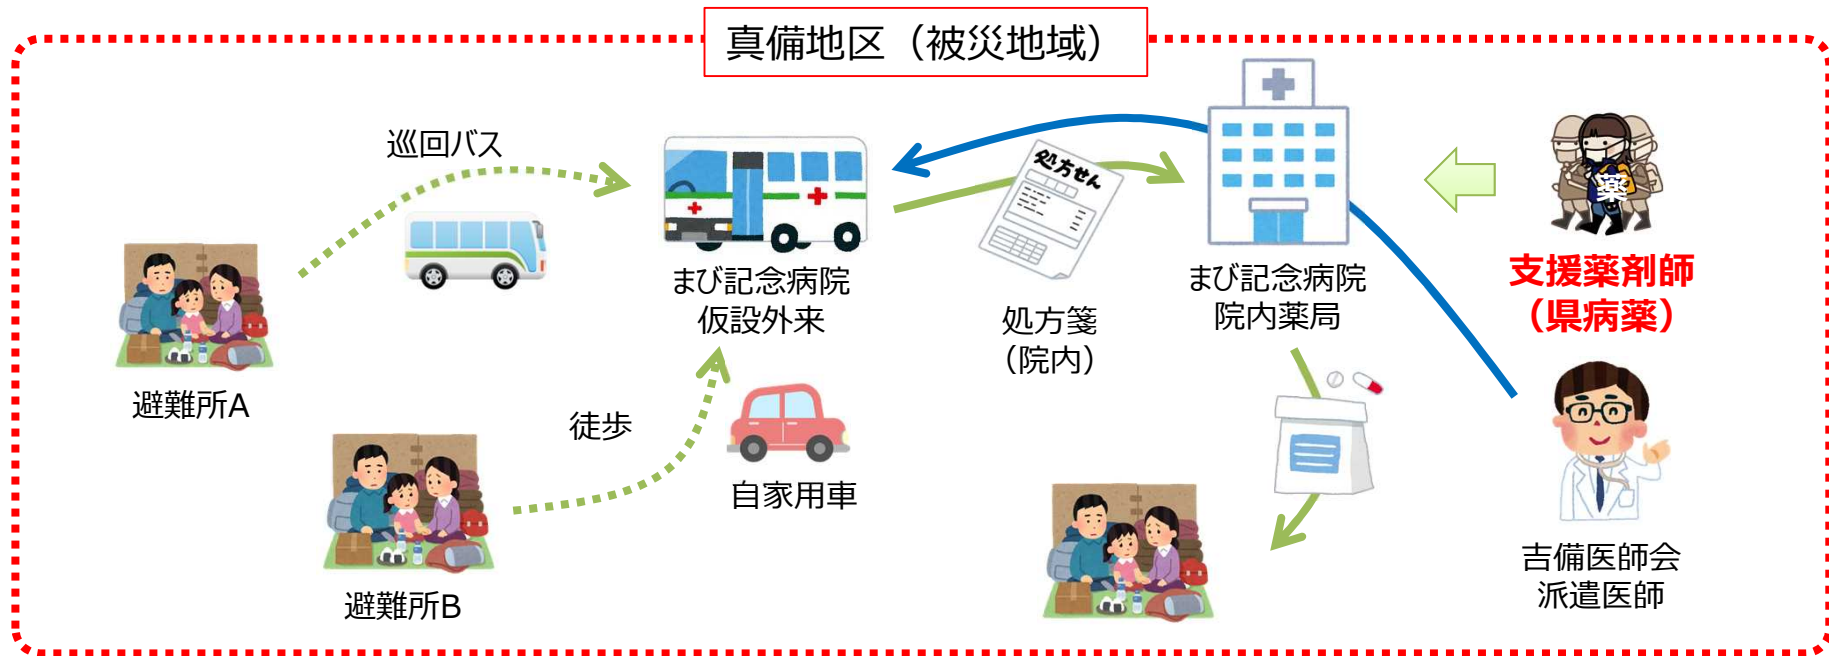 真備地区（被災地域）
巡回バス
避難所A
避難所B
徒歩
自家用車
まび記念病院
仮設外来
処方せん
処方箋
（院内）
まび記念病院
院内薬局
薬
支援薬剤師
（県病薬）
吉備医師会
派遣医師